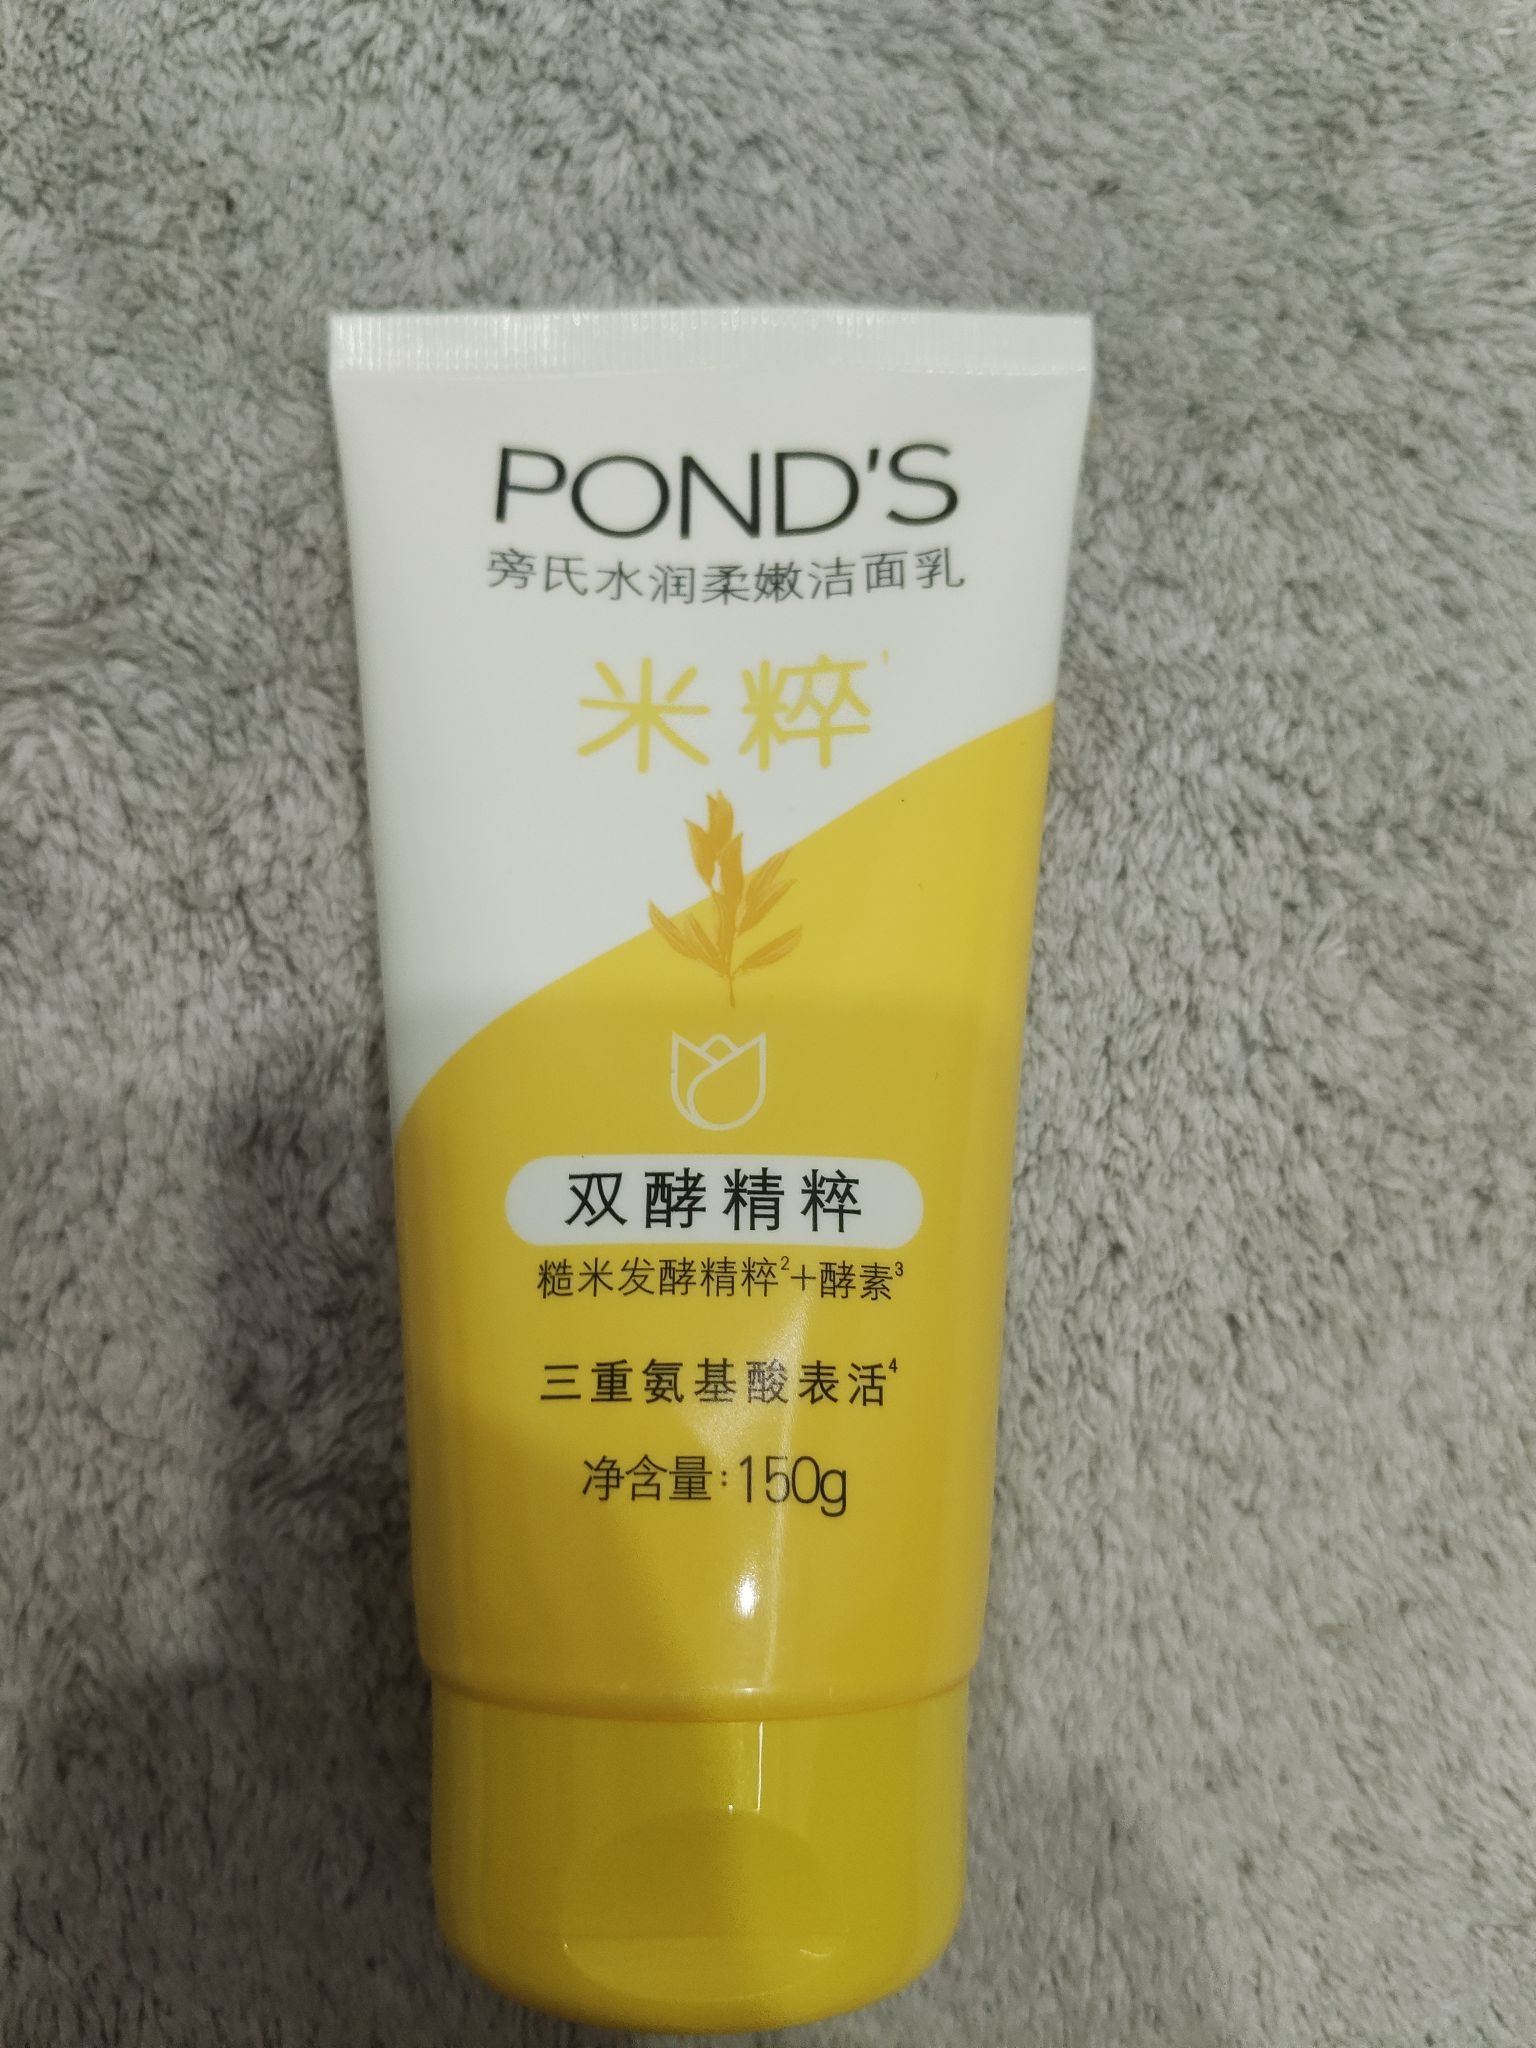 POND'S
旁氏水润柔嫩洁面乳
米粹¹
双酵精粹
糙米发酵精粹²+酵素³
三重氨基酸表活⁴
净含量:150g